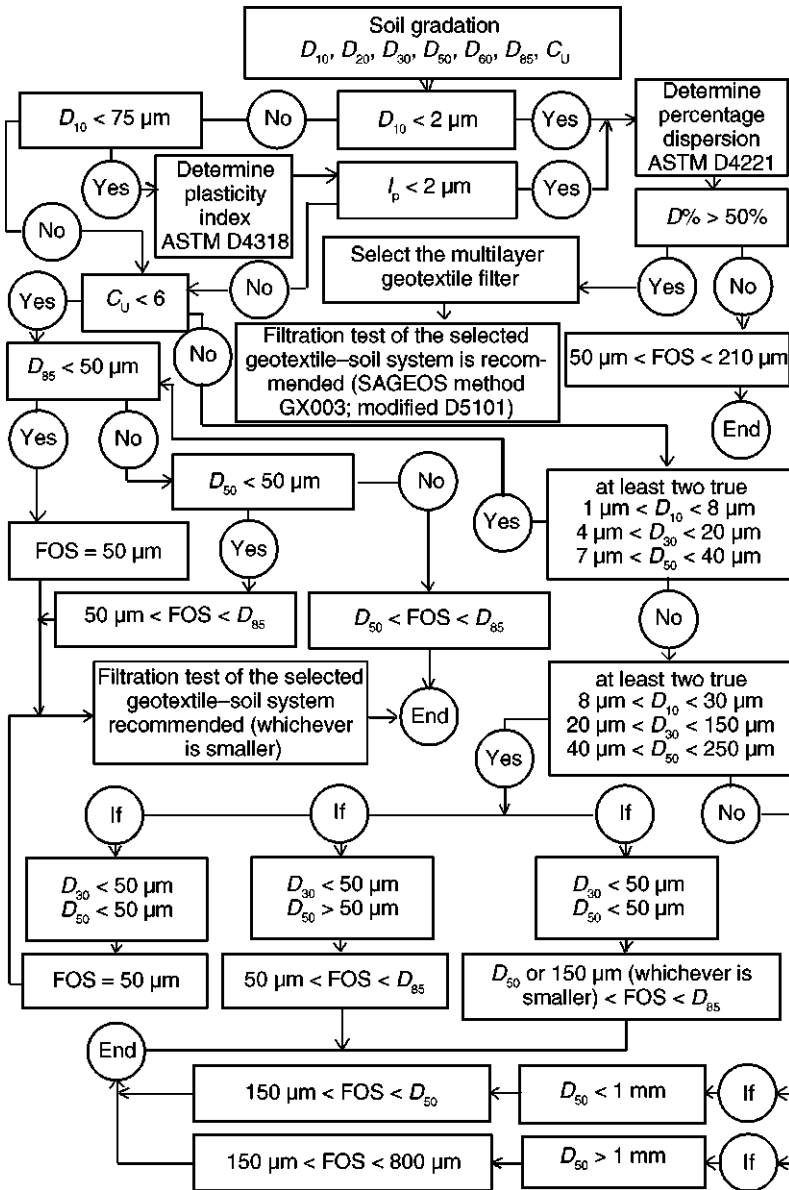 Soil gradation
D10, D20, D30, D50, D60, D85, CU
D10 < 75 µm
No
D10 < 2 µm
Yes
Determine
percentage
dispersion
ASTM D4221
Yes
Determine
plasticity
index
ASTM D4318
Ip < 2 µm
Yes
D% > 50%
No
CU < 6
No
Select the multilayer
geotextile filter
Yes
No
Yes
No
D85 < 50 µm
Filtration test of the selected
geotextile–soil system is recom-
mended (SAGEOS method
GX003; modified D5101)
50 µm < FOS < 210 µm
End
Yes
No
D50 < 50 µm
No
Yes
at least two true
1 µm < D10 < 8 µm
4 µm < D30 < 20 µm
7 µm < D50 < 40 µm
FOS = 50 µm
Yes
50 µm < FOS < D85
D50 < FOS < D85
No
Filtration test of the selected
geotextile–soil system
recommended (whichever
is smaller)
End
at least two true
8 µm < D10 < 30 µm
20 µm < D30 < 150 µm
40 µm < D50 < 250 µm
Yes
No
If
If
If
D30 < 50 µm
D50 < 50 µm
D30 < 50 µm
D50 > 50 µm
D30 < 50 µm
D50 < 50 µm
FOS = 50 µm
50 µm < FOS < D85
D50 or 150 µm (whichever is
smaller) < FOS < D85
End
150 µm < FOS < D50
D50 < 1 mm
If
150 µm < FOS < 800 µm
D50 > 1 mm
If